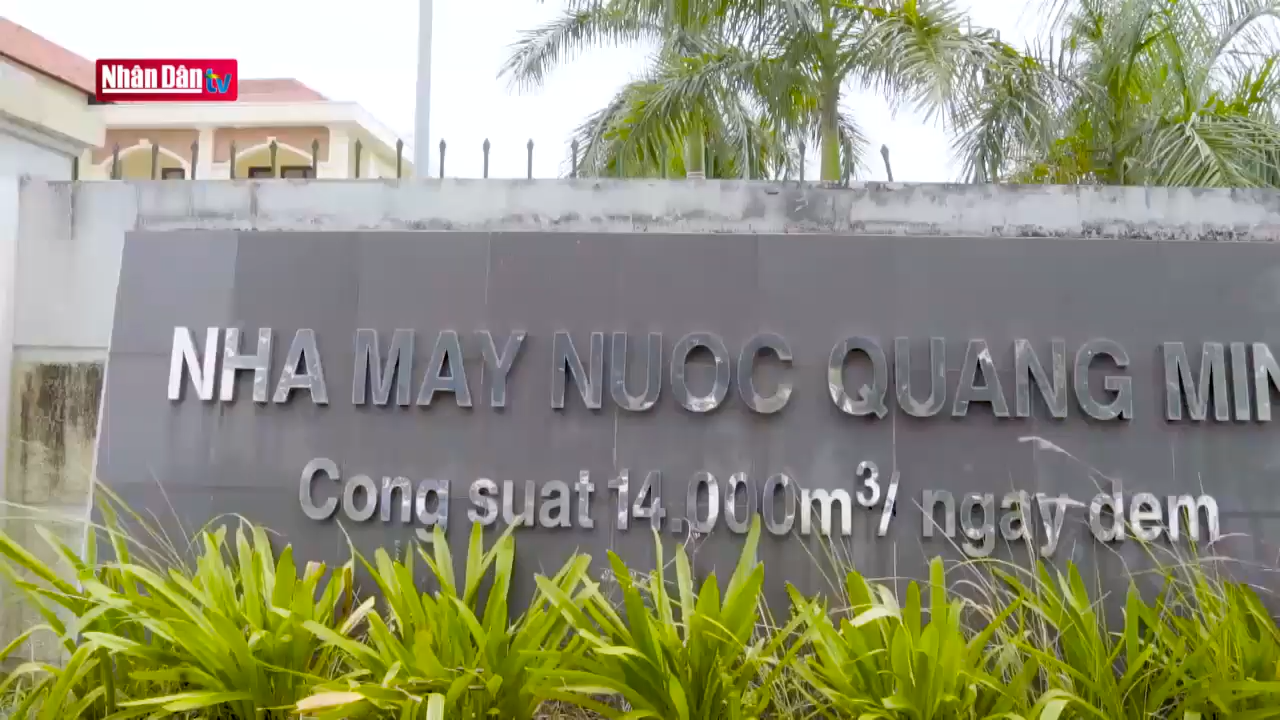 Nhân Dân tv
NHA MAY NUOC QUANG MIN
Cong suat 14.000m³/ ngay dem